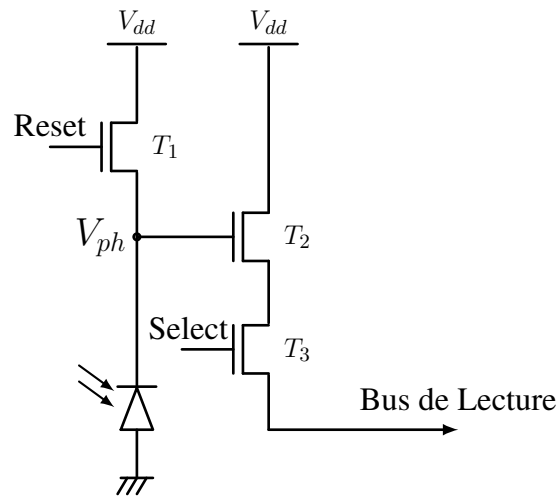 V_dd
V_dd
Reset
T_1
V_ph
T_2
Select
T_3
Bus de Lecture